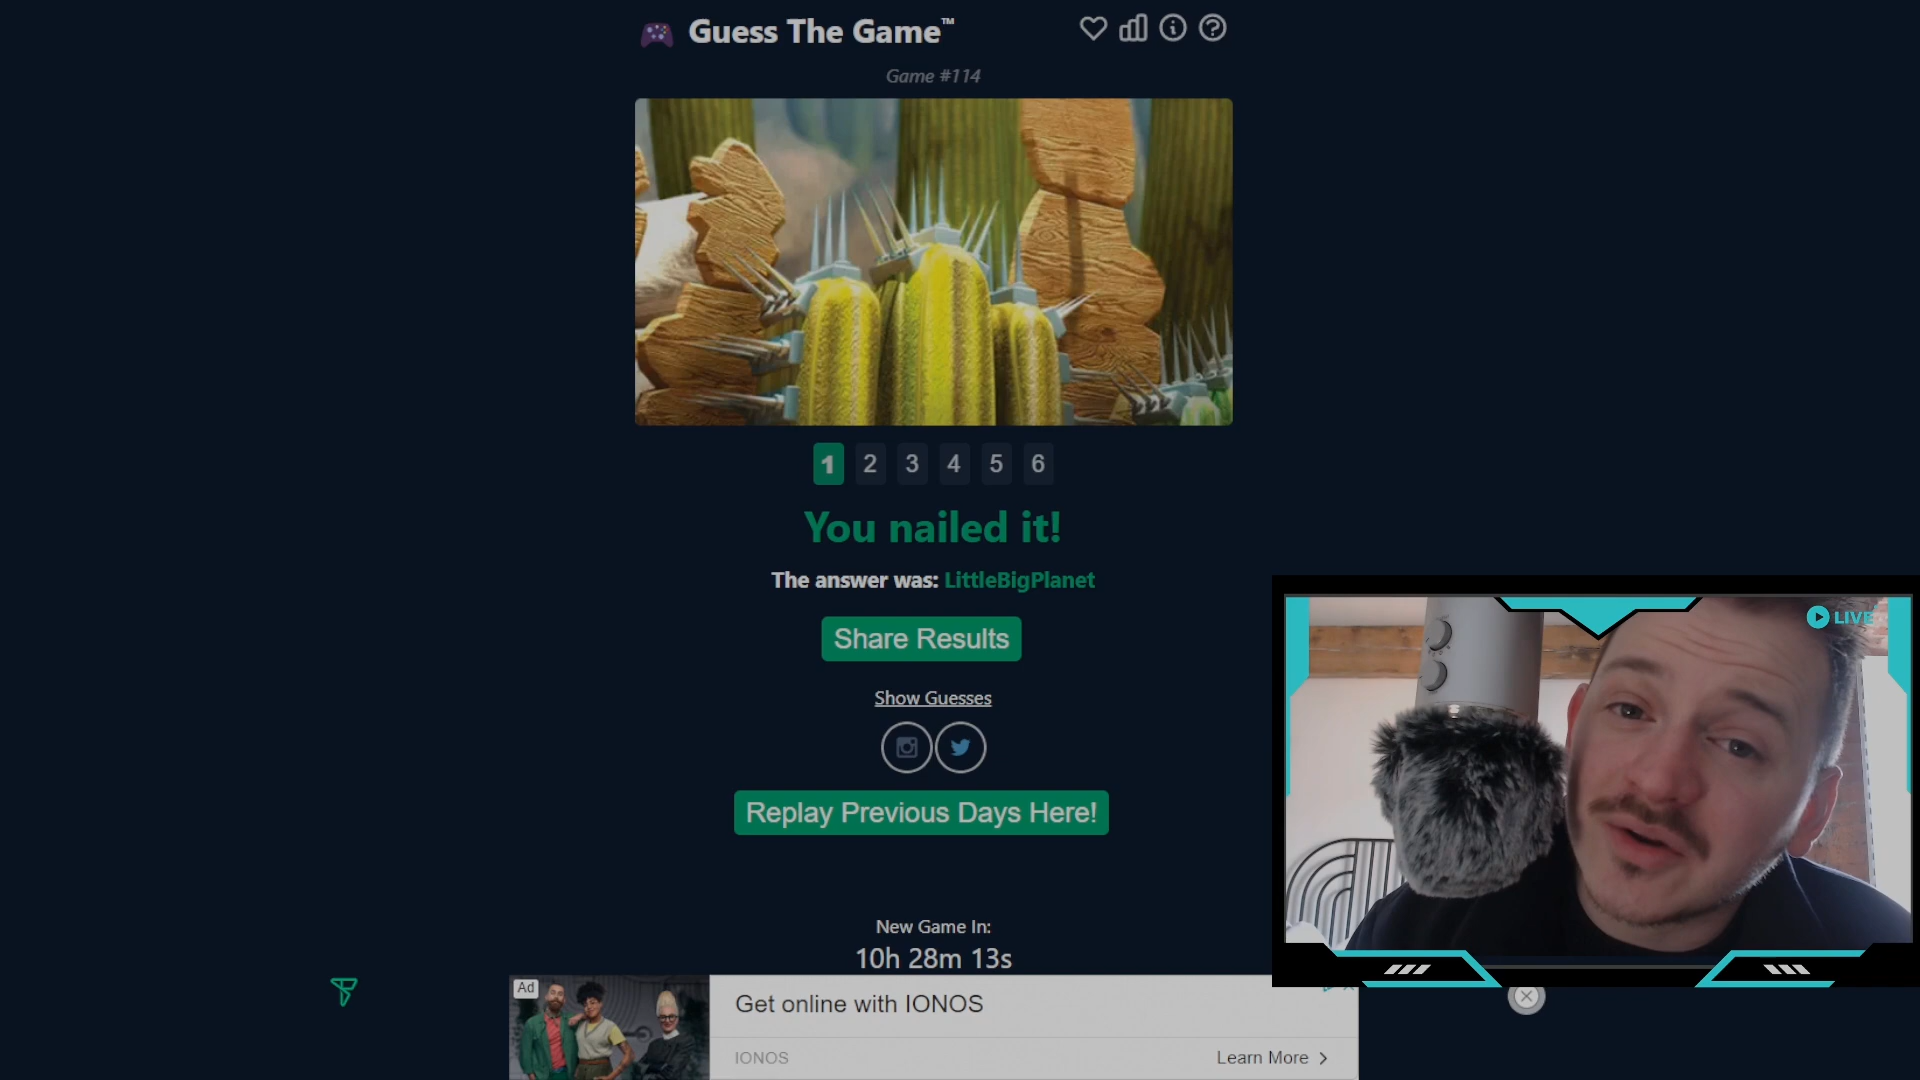 Guess The Game™
Game #114
1 2 3 4 5 6
You nailed it!
The answer was: LittleBigPlanet
Share Results
Show Guesses
Replay Previous Days Here!
New Game In:
10h 28m 13s
LIVE
Ad
Get online with IONOS
IONOS
Learn More